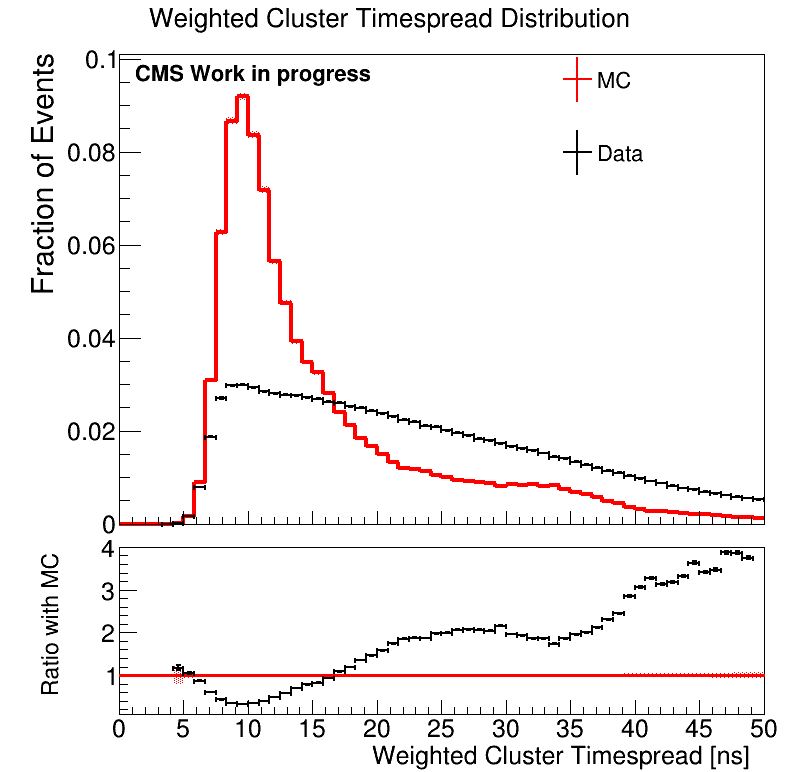 Weighted Cluster Timespread Distribution
0.1
CMS Work in progress
MC
Data
0.08
0.06
0.04
0.02
0
Fraction of Events
4
3
2
1
Ratio with MC
0 5 10 15 20 25 30 35 40 45 50
Weighted Cluster Timespread [ns]